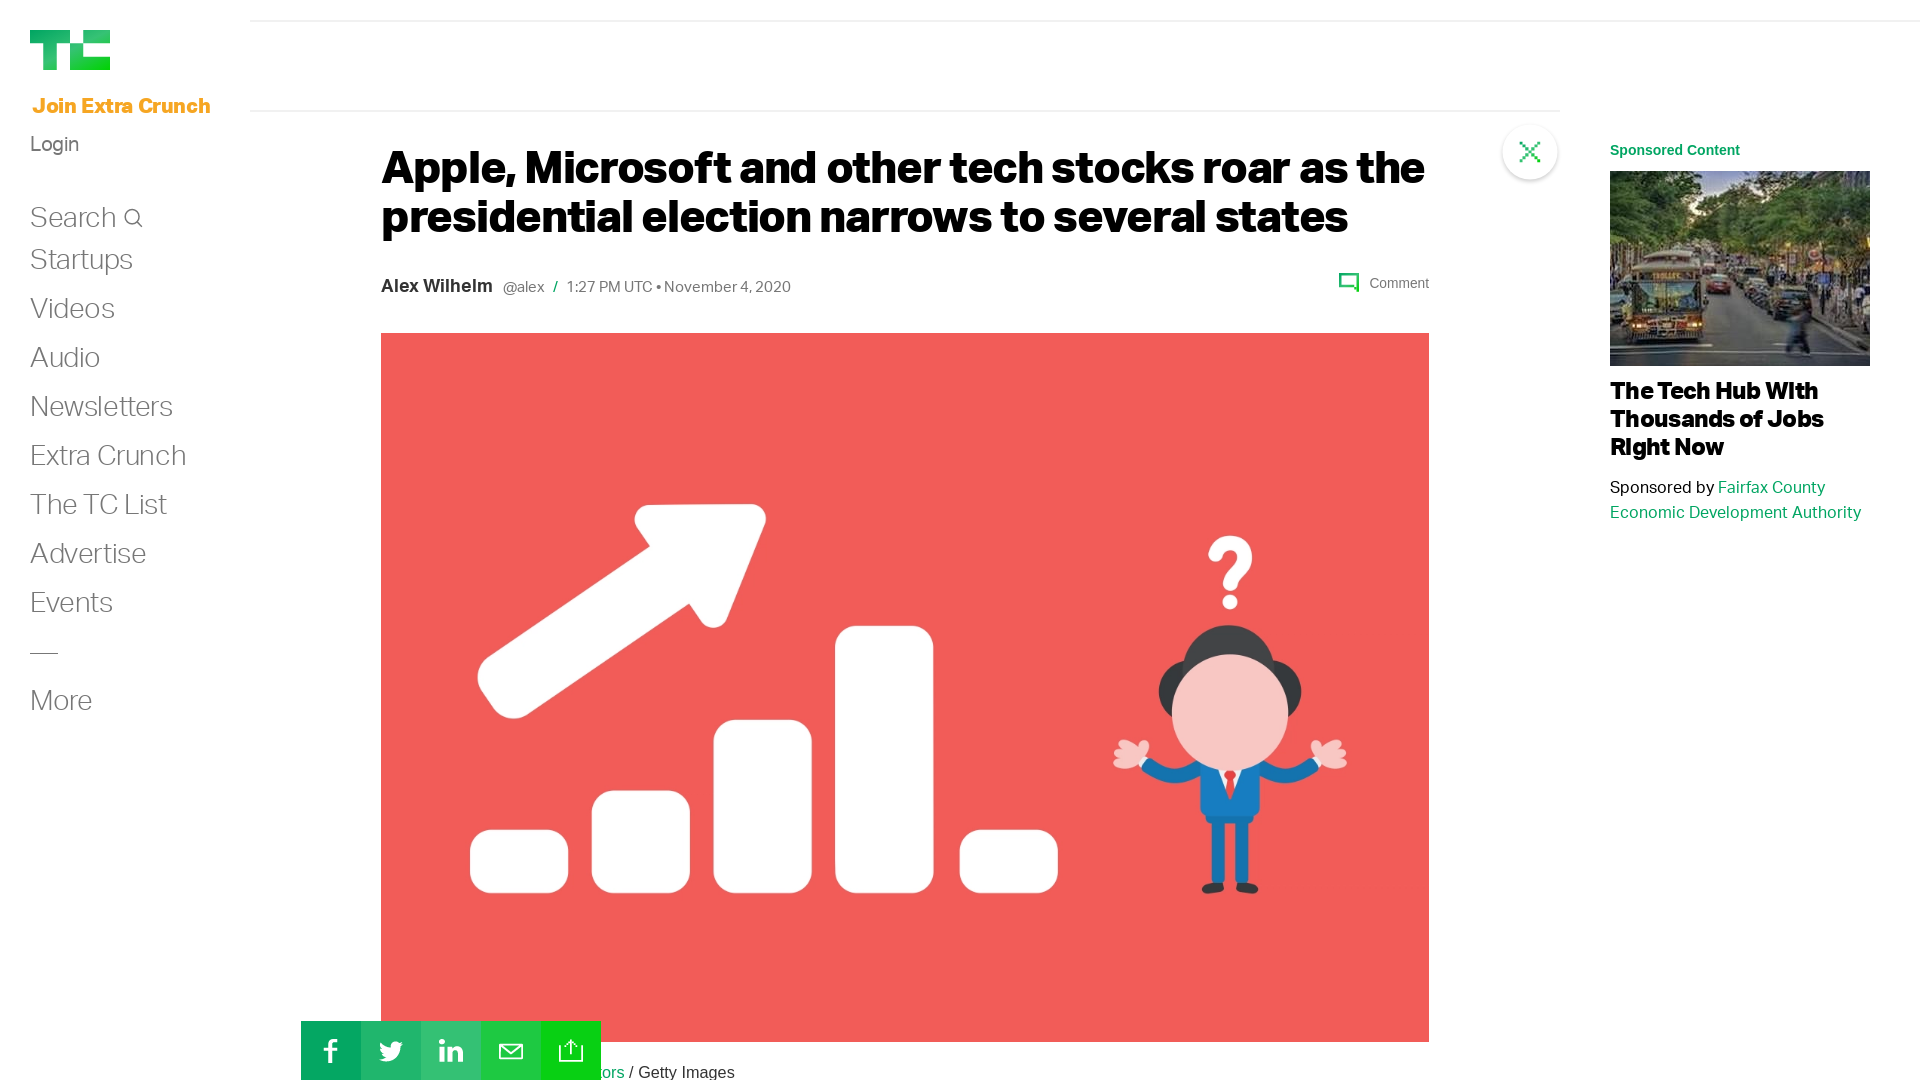 TC
Join Extra Crunch
Login
Search
Startups
Videos
Audio
Newsletters
Extra Crunch
The TC List
Advertise
Events
—
More
Apple, Microsoft and other tech stocks roar as the
presidential election narrows to several states
Alex Wilhelm @alex / 1:27 PM UTC • November 4, 2020
Comment
?
/ Getty Images
Sponsored Content
The Tech Hub With
Thousands of Jobs
Right Now
Sponsored by Fairfax County
Economic Development Authority